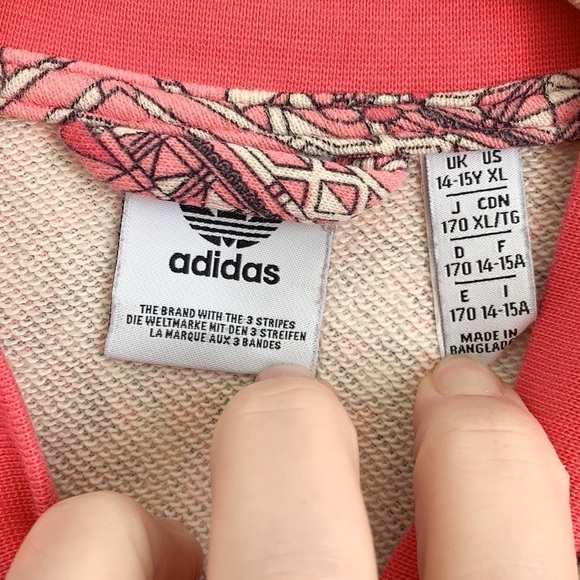 adidas
THE BRAND WITH THE 3 STRIPES
DIE WELTMARKE MIT DEN 3 STREIFEN
LA MARQUE AUX 3 BANDES
UK US
14-15Y XL
J CDN
170 XL/TG
D F
170 14-15A
E I
170 14-15A
MADE IN